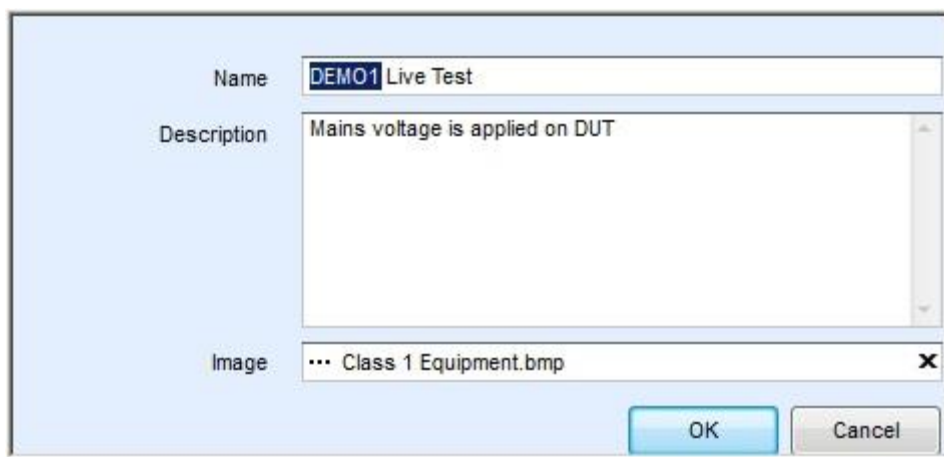 Name DEMO1 Live Test
Description Mains voltage is applied on DUT
Image ... Class 1 Equipment.bmp X
OK Cancel